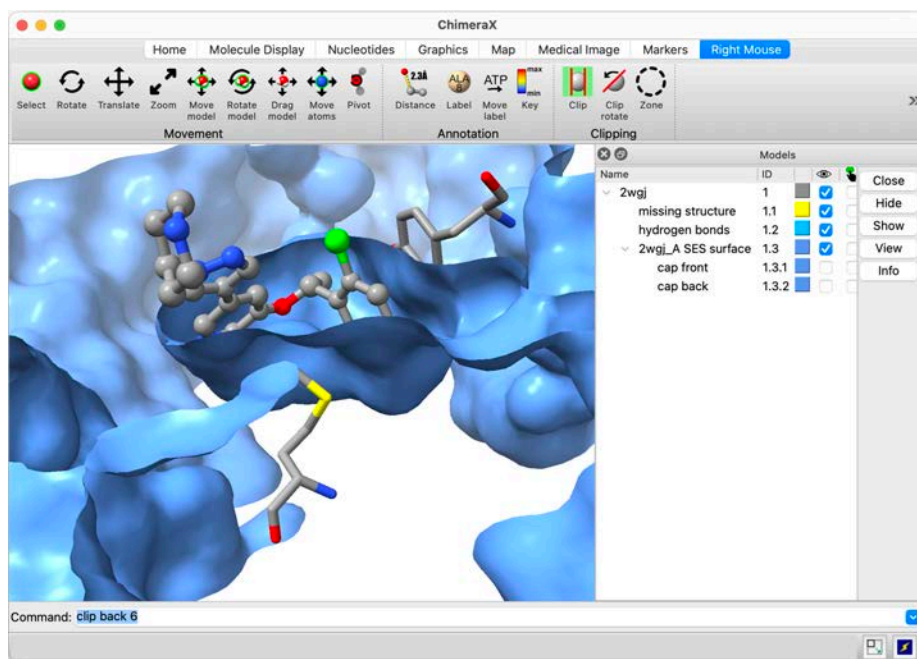 ChimeraX
Home Molecule Display Nucleotides Graphics Map Medical Image Markers Right Mouse
Select Rotate Translate Zoom Move model Rotate model Drag model Move atoms Pivot
Movement
2.3Å Distance ALA 8 Label ATP Move label max min Key
Annotation
Clip Clip rotate Zone
Clipping
Models
Name ID
2wgj 1
missing structure 1.1
hydrogen bonds 1.2
2wgj_A SES surface 1.3
cap front 1.3.1
cap back 1.3.2
Close
Hide
Show
View
Info
Command: clip back 6